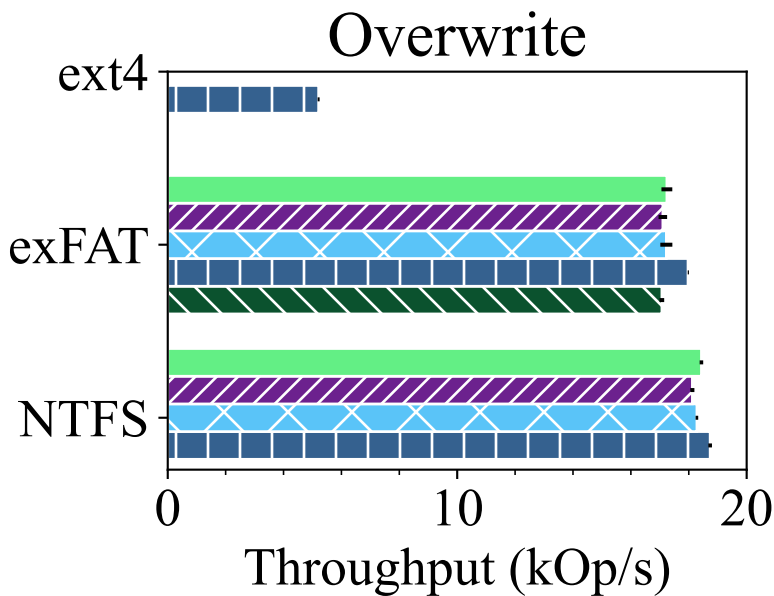 Overwrite
ext4
exFAT
NTFS
0 10 20
Throughput (kOp/s)